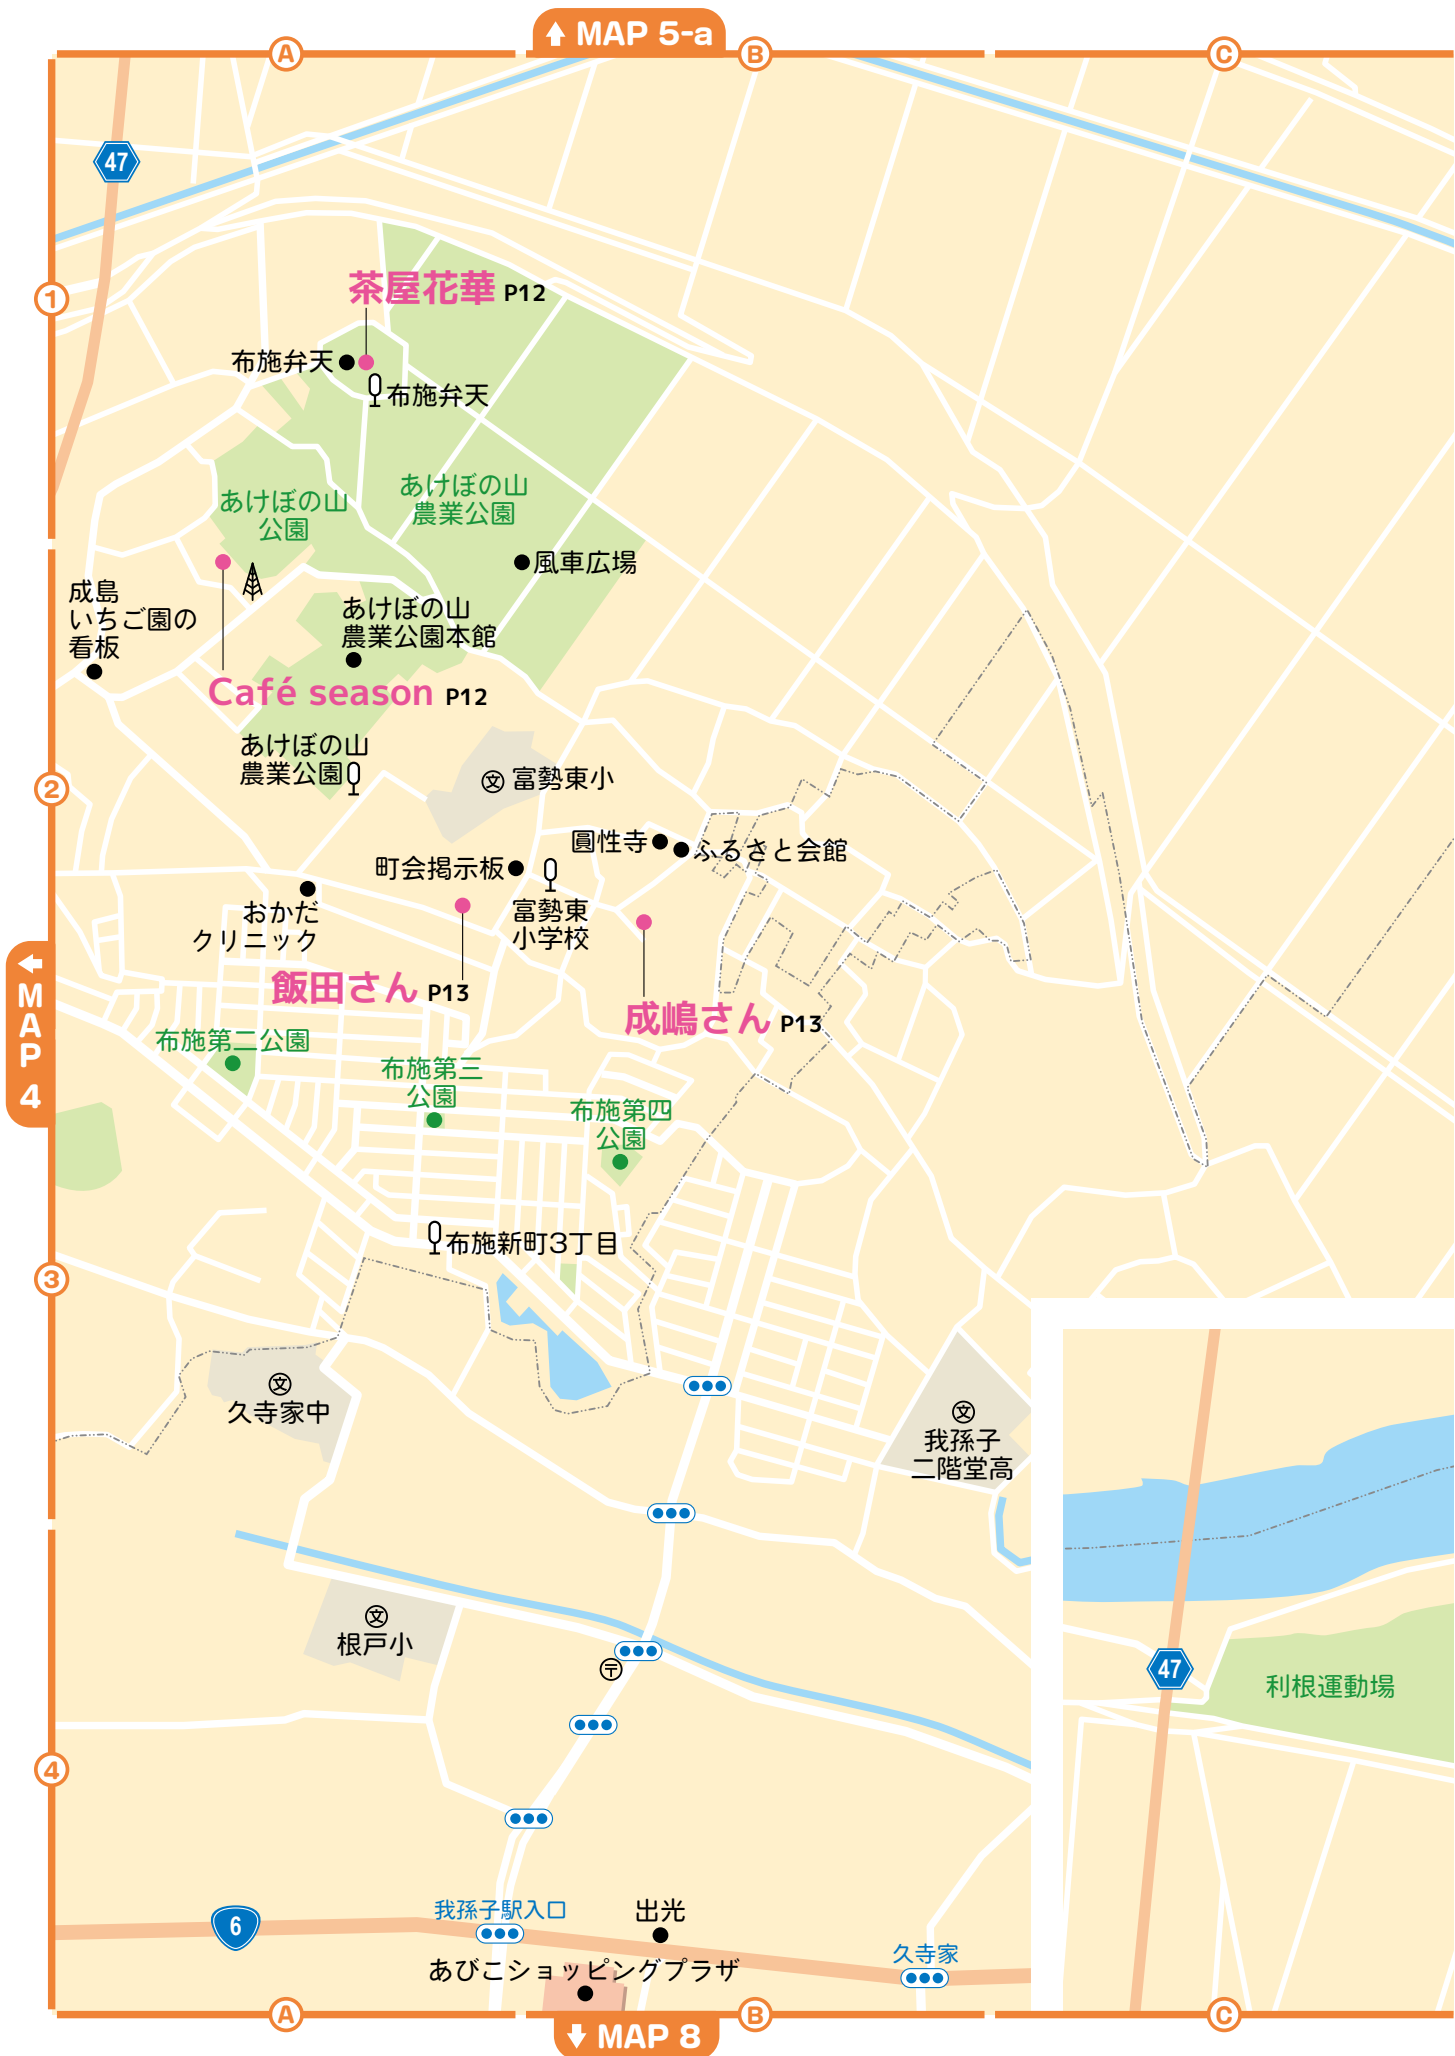 MAP 5-a
A
B
C
47
1
茶屋花華 P12
布施弁天
布施弁天
あけぼの山
公園
あけぼの山
農業公園
風車広場
成島
いちご園の
看板
あけぼの山
農業公園本館
Café season P12
あけぼの山
農業公園
2
文 富勢東小
圓性寺
ふるさと会館
町会掲示板
おかだ
クリニック
富勢東
小学校
飯田さん P13
成嶋さん P13
MAP 4
布施第二公園
布施第三
公園
布施第四
公園
布施新町3丁目
3
文
久寺家中
文
我孫子
二階堂高
文
根戸小
〒
47
利根運動場
4
6
我孫子駅入口
出光
久寺家
あびこショッピングプラザ
A
B
C
MAP 8